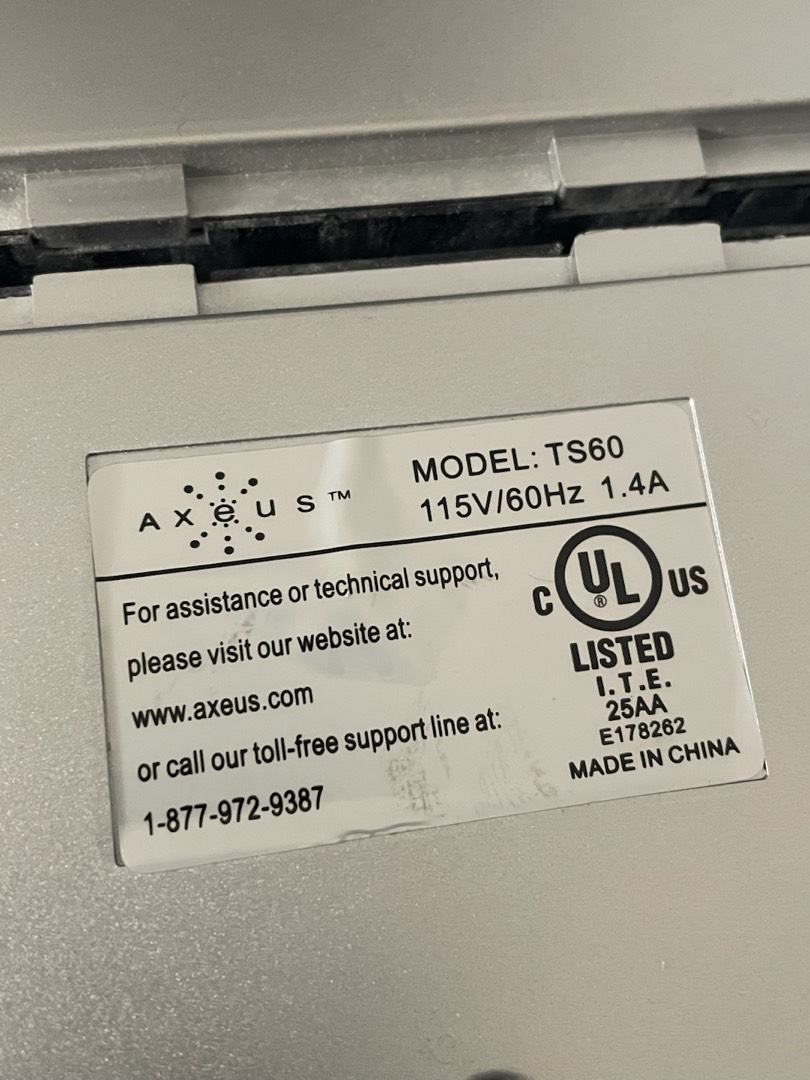 Axeus™
MODEL: TS60
115V/60Hz 1.4A
For assistance or technical support,
please visit our website at:
www.axeus.com
or call our toll-free support line at:
1-877-972-9387
C UL® US
LISTED
I.T.E.
25AA
E178262
MADE IN CHINA